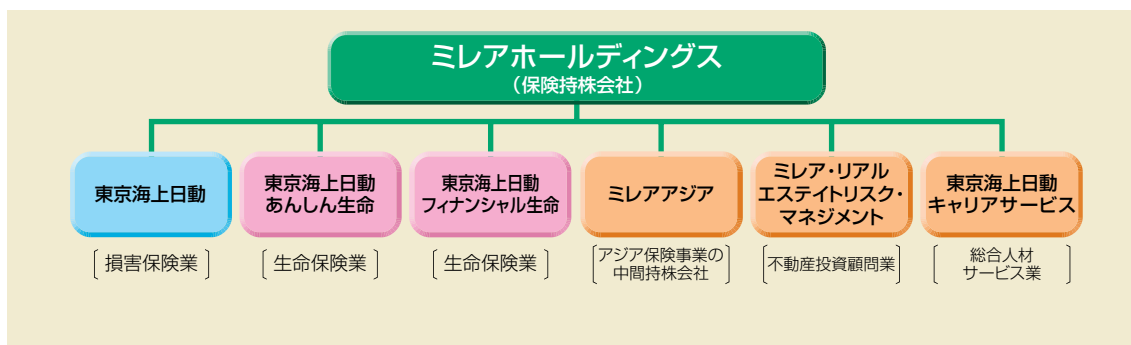 ミレアホールディングス
（保険持株会社）
東京海上日動
東京海上日動
あんしん生命
東京海上日動
フィナンシャル生命
ミレアアジア
ミレア・リアル
エステイトリスク・
マネジメント
東京海上日動
キャリアサービス
［損害保険業］
［生命保険業］
［生命保険業］
［アジア保険事業の
中間持株会社］
［不動産投資顧問業］
［総合人材
サービス業］